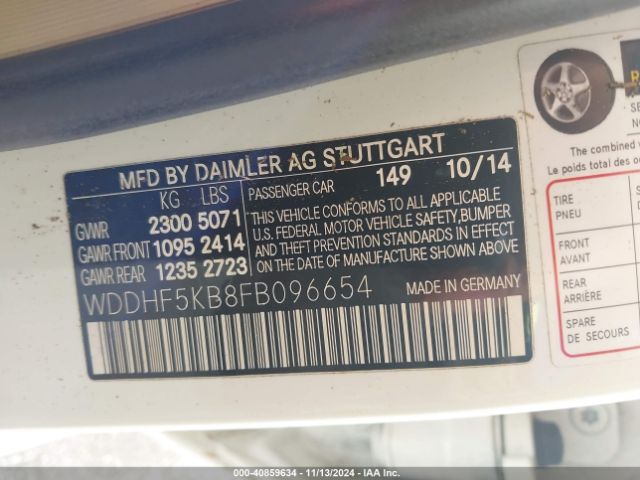 MFD BY DAIMLER AG STUTTGART
KG LBS
GVWR 2300 5071
GAWR FRONT 1095 2414
GAWR REAR 1235 2723
PASSENGER CAR 149 10/14
THIS VEHICLE CONFORMS TO ALL APPLICABLE
U.S. FEDERAL MOTOR VEHICLE SAFETY, BUMPER
AND THEFT PREVENTION STANDARDS IN EFFECT
ON THE DATE OF MANUFACTURE SHOWN ABOVE
WDDHF5KB8FB096654 MADE IN GERMANY
The combined
Le poids total des
TIRE
PNEU
FRONT
AVANT
REAR
ARRIÈRE
SPARE
DE SECOURS
000-40859634 - 11/13/2024 - IAA Inc.